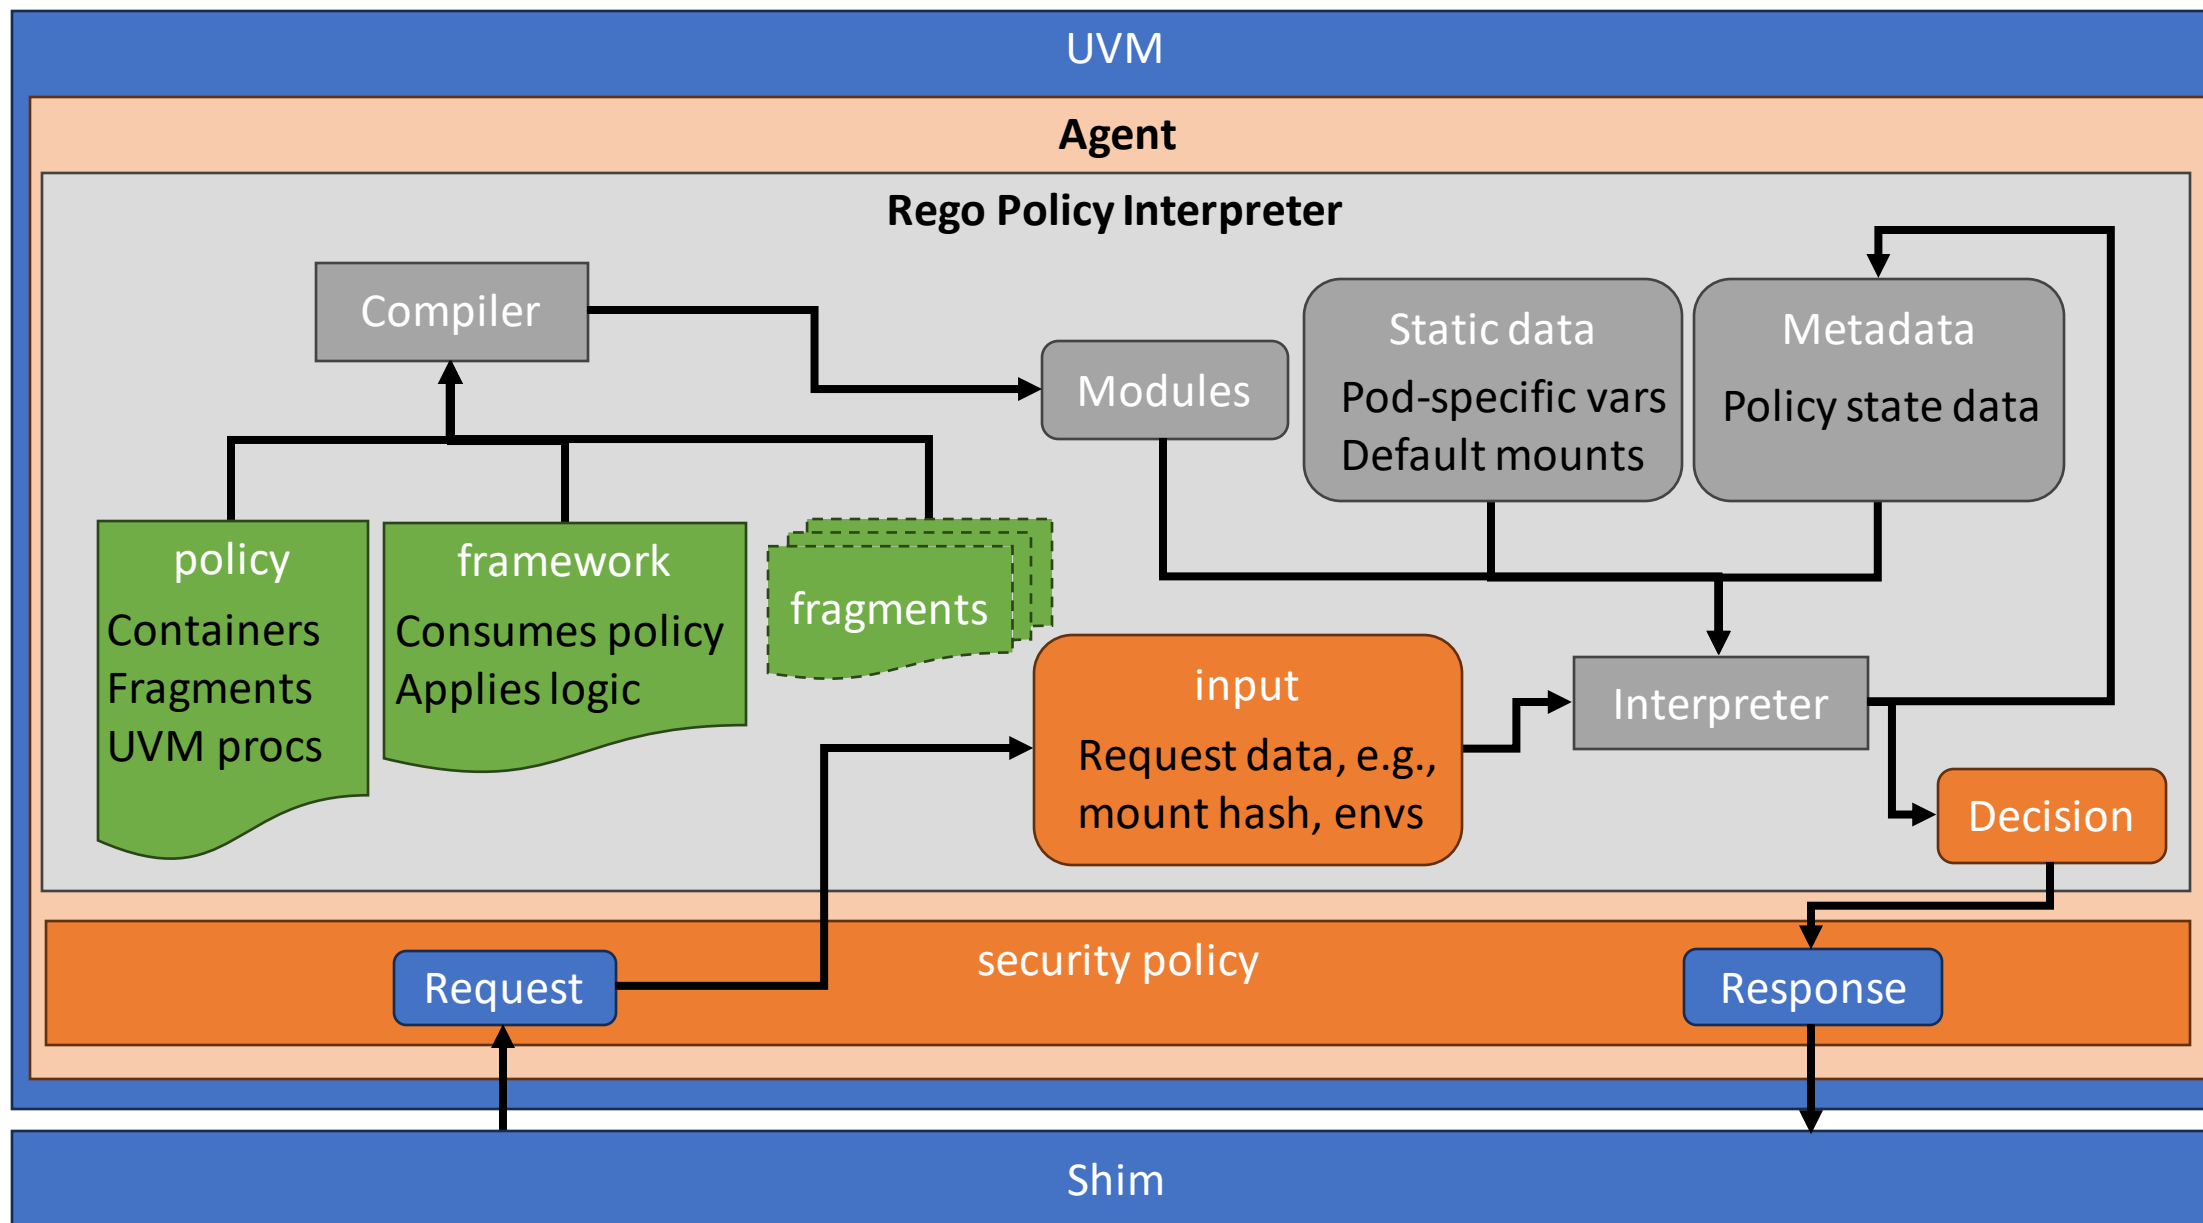 UVM
Agent
Rego Policy Interpreter
Compiler
Modules
Static data
Pod-specific vars
Default mounts
Metadata
Policy state data
policy
Containers
Fragments
UVM procs
framework
Consumes policy
Applies logic
fragments
input
Request data, e.g.,
mount hash, envs
Interpreter
Decision
security policy
Request
Response
Shim